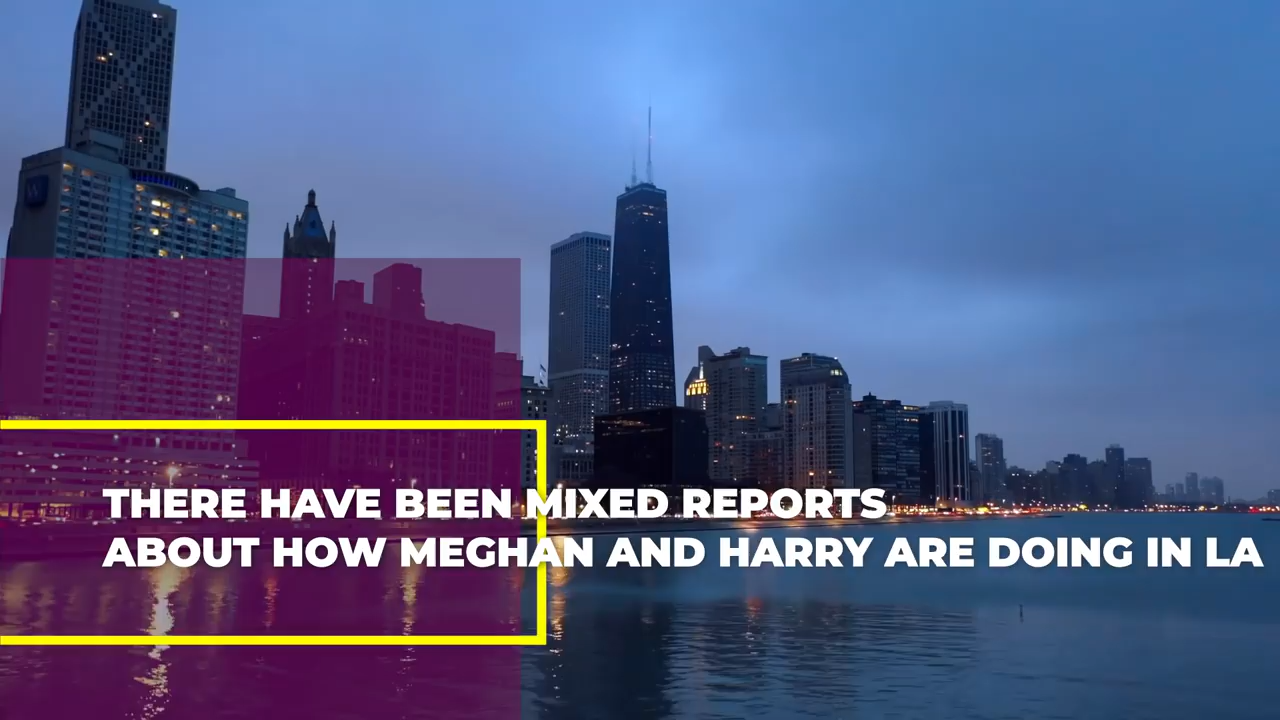 THERE HAVE BEEN MIXED REPORTS
ABOUT HOW MEGHAN AND HARRY ARE DOING IN LA